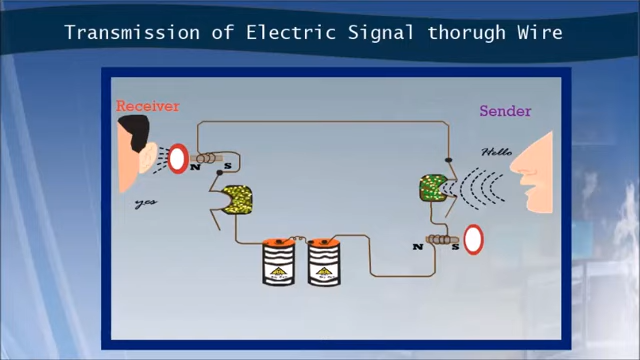 Transmission of Electric Signal thorugh Wire
Receiver
Sender
Hello
N S
yes
N S